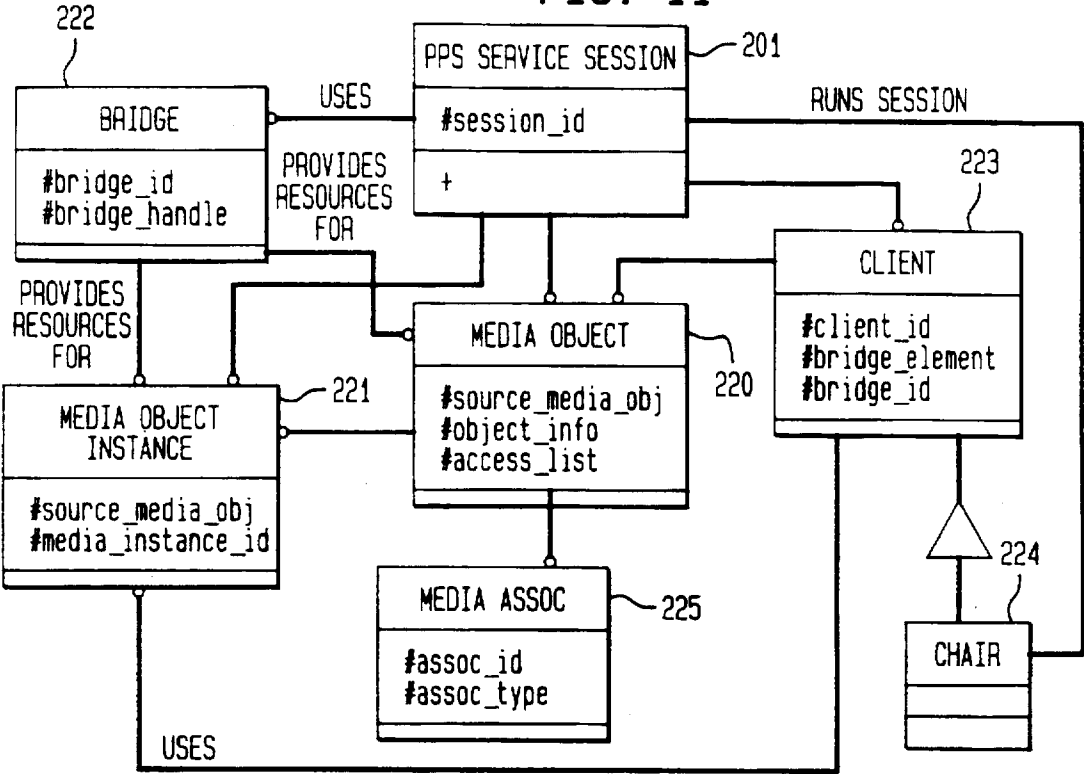 222
PPS SERVICE SESSION
201
#session_id
+
USES
RUNS SESSION
BRIDGE
#bridge_id
#bridge_handle
PROVIDES
RESOURCES
FOR
223
CLIENT
#client_id
#bridge_element
#bridge_id
PROVIDES
RESOURCES
FOR
MEDIA OBJECT
220
#source_media_obj
#object_info
#access_list
221
MEDIA OBJECT
INSTANCE
#source_media_obj
#media_instance_id
MEDIA ASSOC
225
#assoc_id
#assoc_type
224
CHAIR
USES